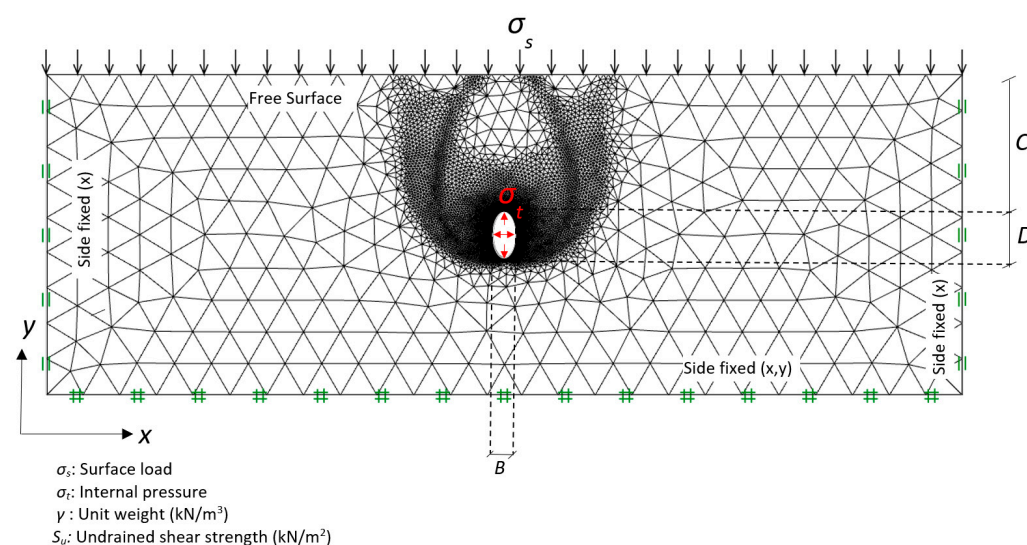 σs
Free Surface
C
Side fixed (x)
σt
D
Side fixed (x)
y
Side fixed (x,y)
x
B
σs: Surface load
σt: Internal pressure
γ : Unit weight (kN/m³)
Su: Undrained shear strength (kN/m²)